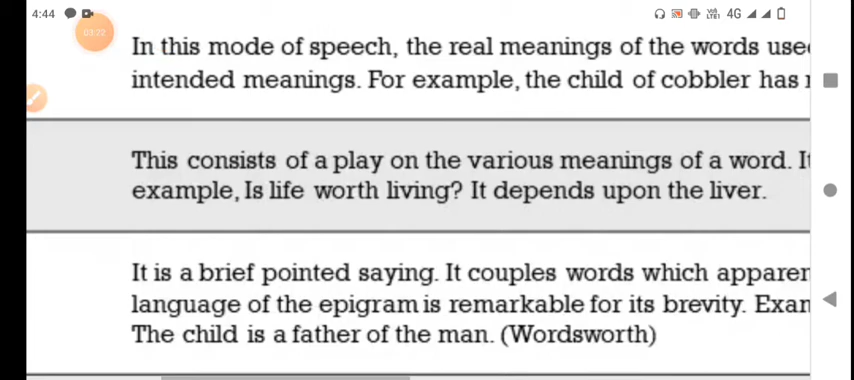 4:44
03:22
4G
In this mode of speech, the real meanings of the words
intended meanings. For example, the child of cobbler has
This consists of a play on the various meanings of a word.
example, Is life worth living? It depends upon the liver.
It is a brief pointed saying. It couples words which
language of the epigram is remarkable for its brevity.
The child is a father of the man. (Wordsworth)